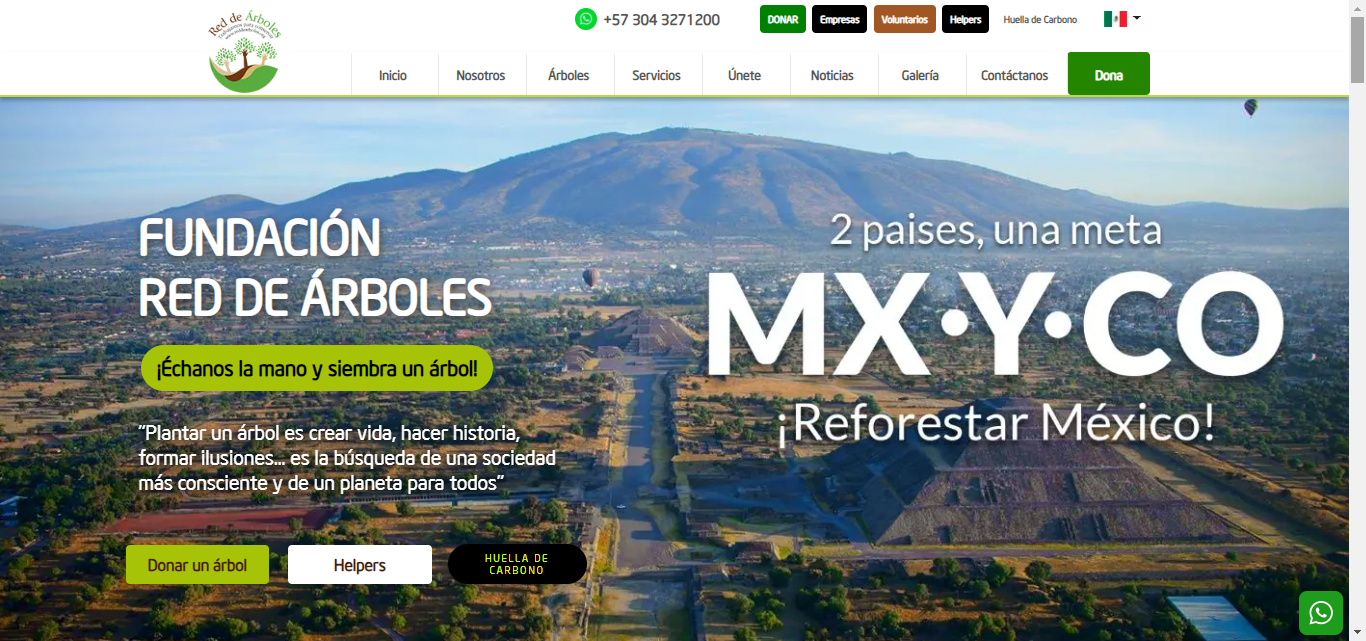 Red de Árboles
+57 304 3271200
DONAR
Empresas
Voluntarios
Helpers
Huella de Carbono
Inicio
Nosotros
Árboles
Servicios
Únete
Noticias
Galería
Contáctanos
Dona
FUNDACIÓN
RED DE ÁRBOLES
¡Échanos la mano y siembra un árbol!
"Plantar un árbol es crear vida, hacer historia,
formar ilusiones... es la búsqueda de una sociedad
más consciente y de un planeta para todos"
Donar un árbol
Helpers
HUELLA DE
CARBONO
2 paises, una meta
MX·Y·CO
¡Reforestar México!